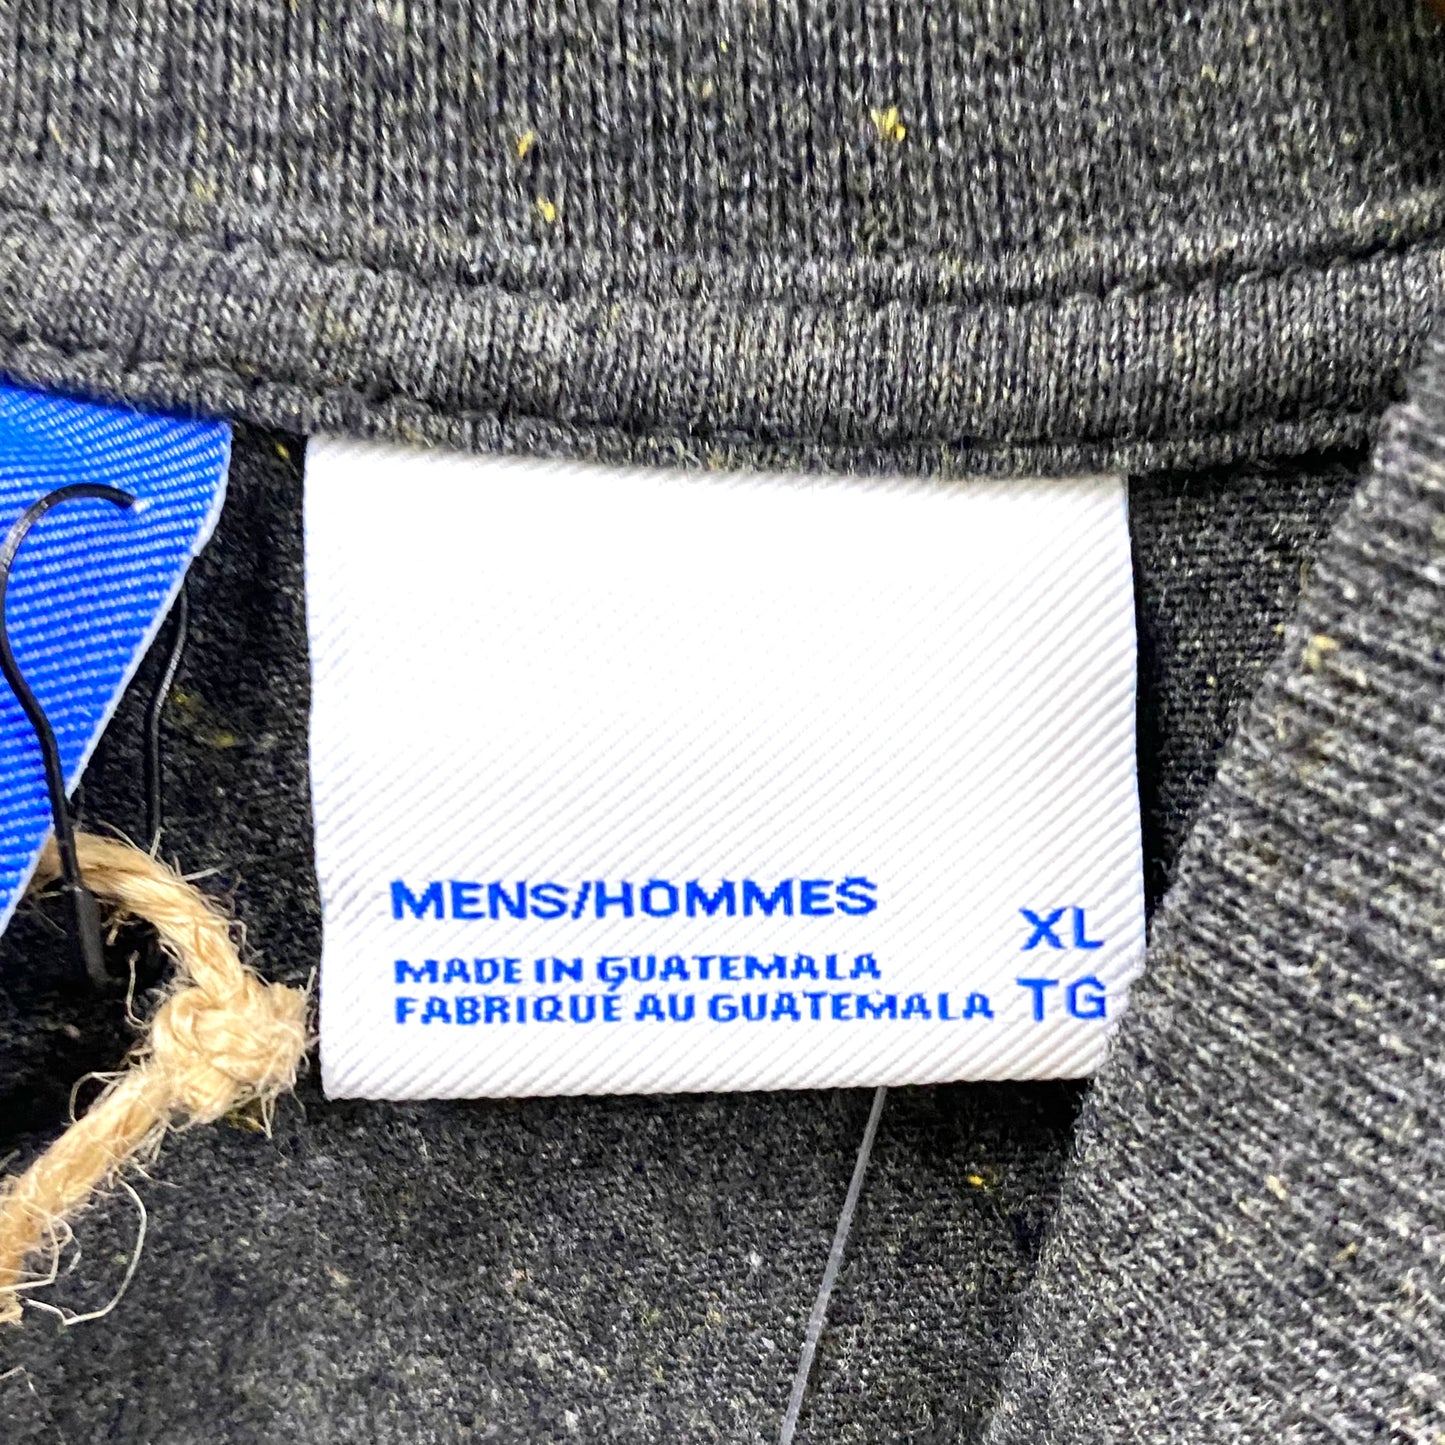 MENS/HOMMES
XL
MADE IN GUATEMALA
FABRIQUE AU GUATEMALA
TG